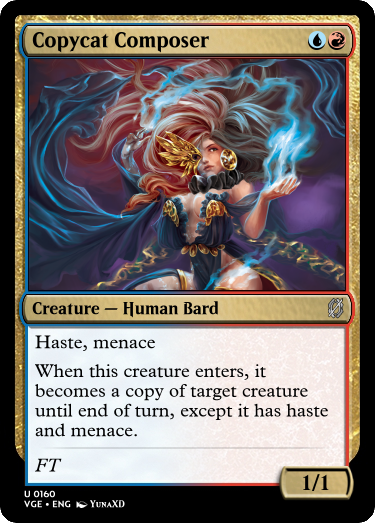 Copycat Composer
Creature — Human Bard
Haste, menace
When this creature enters, it
becomes a copy of target creature
until end of turn, except it has haste
and menace.
FT
1/1
U 0160
VGE • ENG YunaXD